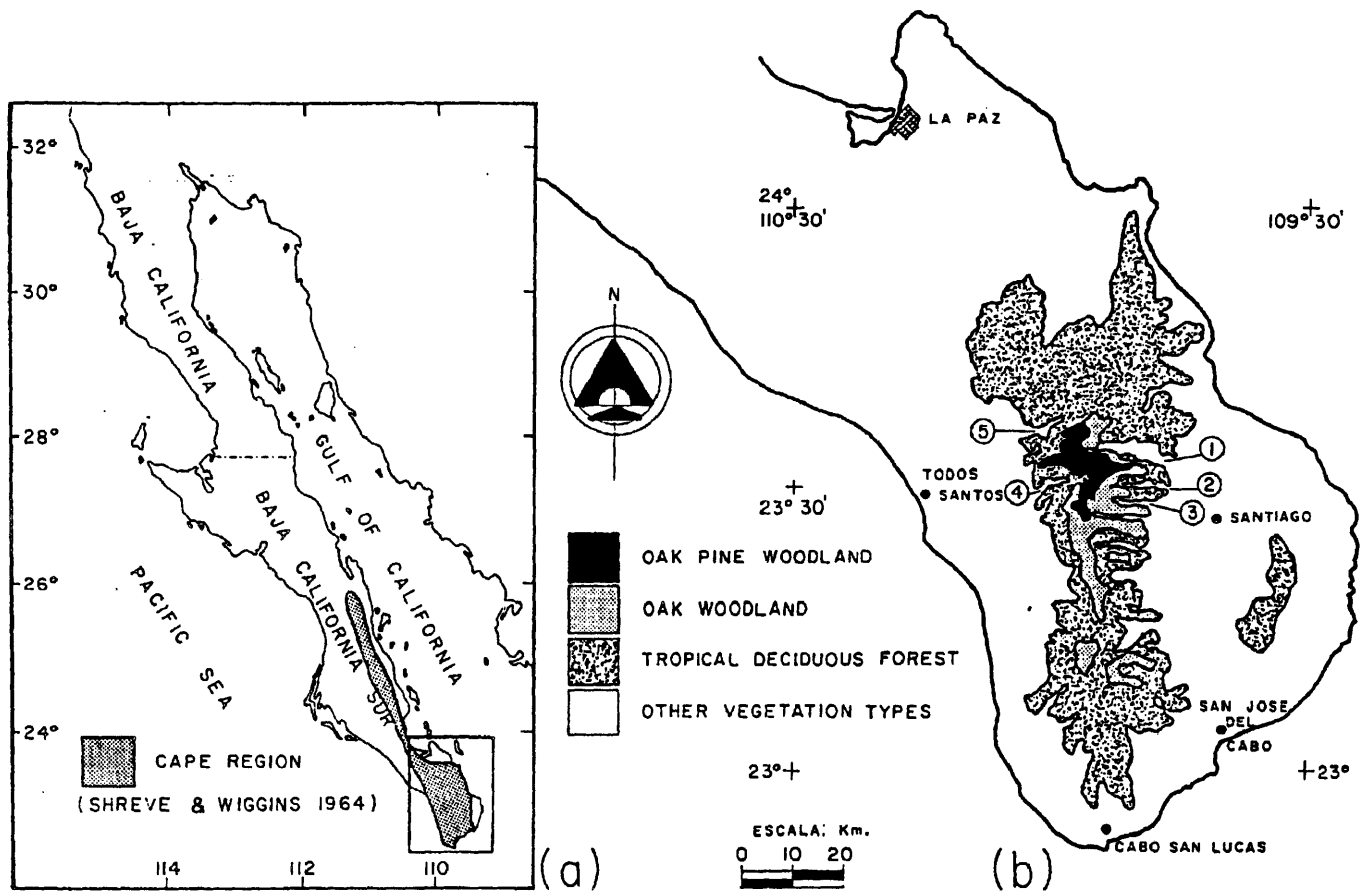 32°
30°
28°
26°
24°
114
112
110
BAJA CALIFORNIA
GULF OF CALIFORNIA
BAJA CALIFORNIA SUR
PACIFIC SEA
CAPE REGION
(SHREVE & WIGGINS 1964)
(a)
LA PAZ
24°
110° 30'
109° 30'
N
5
1
TODOS
SANTOS
4
2
3
23° 30'
SANTIAGO
OAK PINE WOODLAND
OAK WOODLAND
TROPICAL DECIDUOUS FOREST
OTHER VEGETATION TYPES
SAN JOSE
DEL
CABO
23°
23°
ESCALA: Km.
0 10 20
CABO SAN LUCAS
(b)